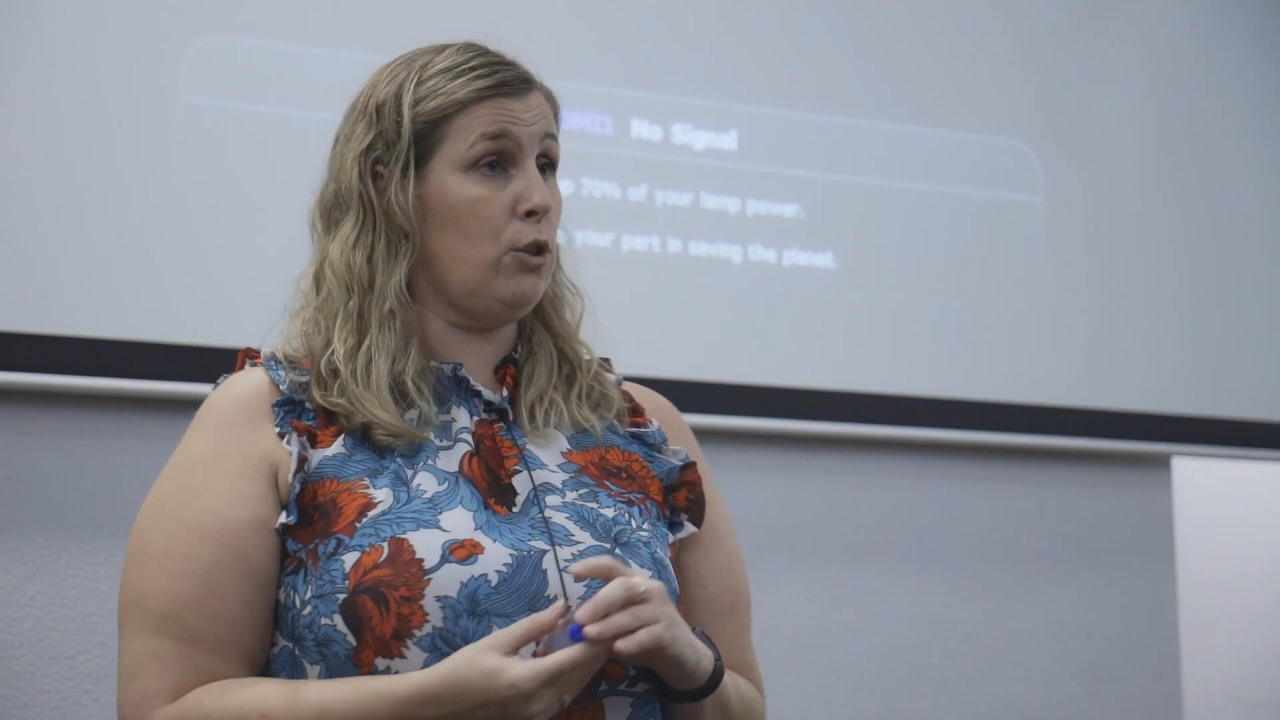 No Signal
70% of your lamp power.
your part in saving the planet.